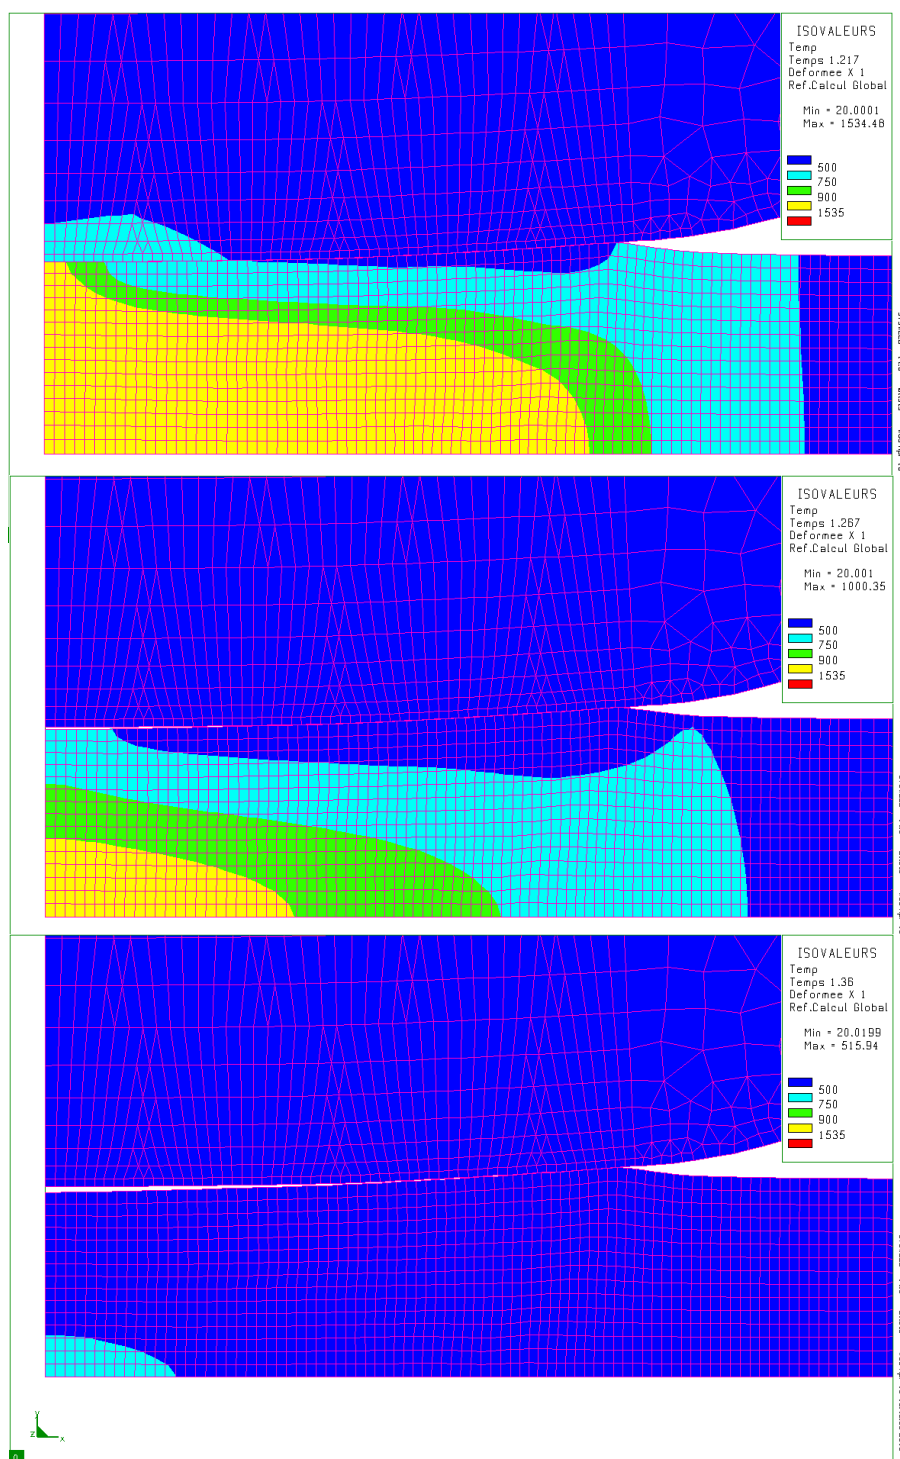 ISOVALEURS
Temp
Temps 1.217
Deformee X 1
Ref.Calcul Global
Min = 20.0001
Max = 1534.48
500
750
900
1535
ISOVALEURS
Temp
Temps 1.267
Deformee X 1
Ref.Calcul Global
Min = 20.001
Max = 1000.35
500
750
900
1535
ISOVALEURS
Temp
Temps 1.36
Deformee X 1
Ref.Calcul Global
Min = 20.0199
Max = 515.94
500
750
900
1535
y
z x
0